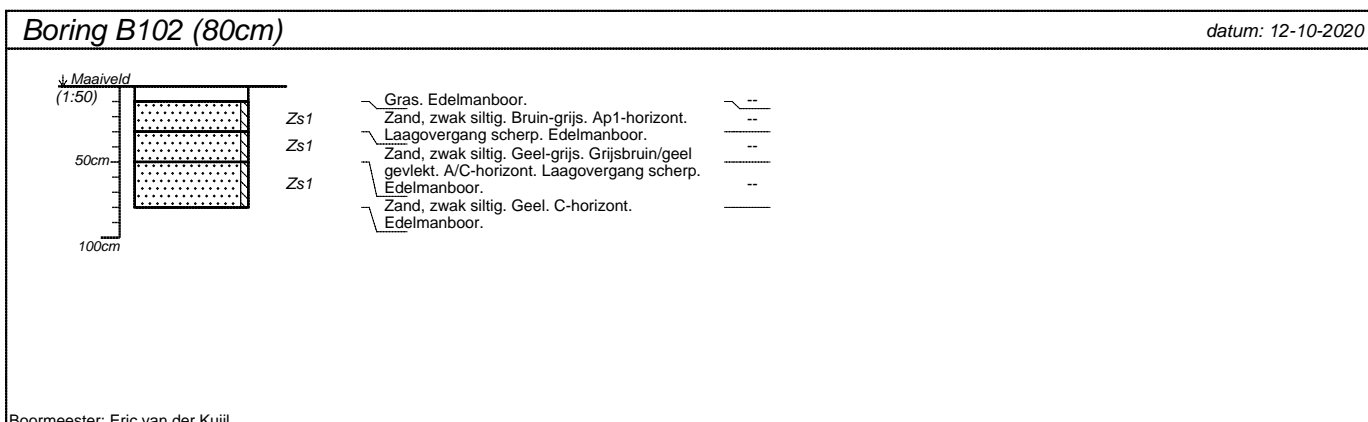 Boring B102 (80cm)
datum: 12-10-2020
Maaiveld
(1:50)
50cm
100cm
Zs1
Zs1
Zs1
Gras. Edelmanboor.
--
Zand, zwak siltig. Bruin-grijs. Ap1-horizont.
--
Laagovergang scherp. Edelmanboor.
Zand, zwak siltig. Geel-grijs. Grijsbruin/geel
--
gevlekt. A/C-horizont. Laagovergang scherp.
Edelmanboor.
--
Zand, zwak siltig. Geel. C-horizont.
Edelmanboor.
Boormeester: Eric van der Kuijl